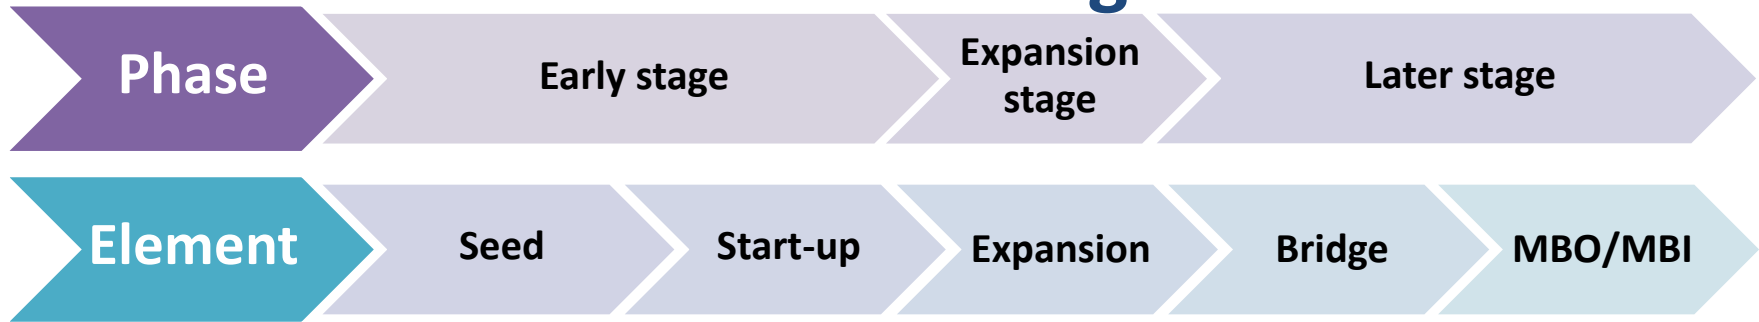 Phase
Early stage
Expansion
stage
Later stage
Element
Seed
Start-up
Expansion
Bridge
MBO/MBI